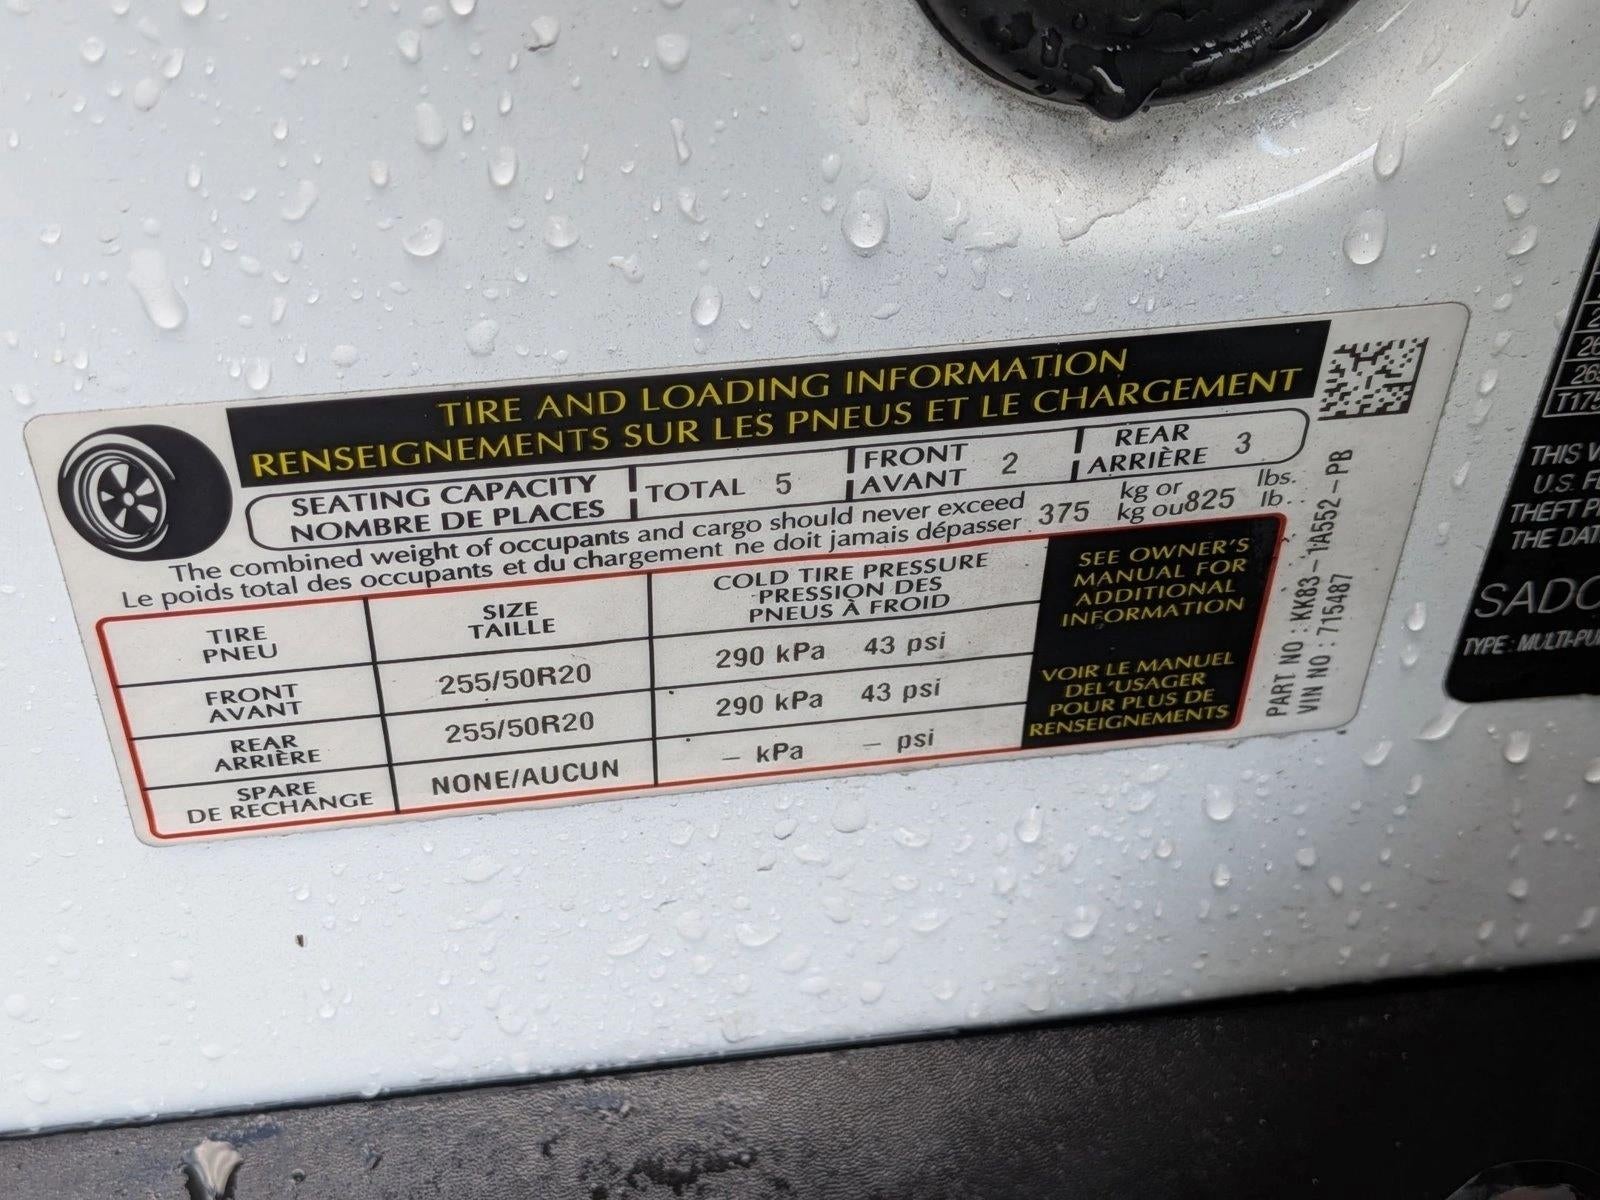 TIRE AND LOADING INFORMATION
RENSEIGNEMENTS SUR LES PNEUS ET LE CHARGEMENT
SEATING CAPACITY
NOMBRE DE PLACES
TOTAL 5
FRONT
AVANT 2
REAR
ARRIÈRE 3
The combined weight of occupants and cargo should never exceed 375 kg or 825 lbs.
Le poids total des occupants et du chargement ne doit jamais dépasser kg ou lb.
TIRE
PNEU
SIZE
TAILLE
COLD TIRE PRESSURE
PRESSION DES
PNEUS À FROID
FRONT
AVANT
255/50R20
290 kPa 43 psi
REAR
ARRIÈRE
255/50R20
290 kPa 43 psi
SPARE
DE RECHANGE
NONE/AUCUN
– kPa – psi
SEE OWNER'S
MANUAL FOR
ADDITIONAL
INFORMATION
VOIR LE MANUEL
DEL'USAGER
POUR PLUS DE
RENSEIGNEMENTS
PART NO : KK83-1A552-PB
VIN NO : 715487
THIS
U.S.
THEFT
THE
TYPE: